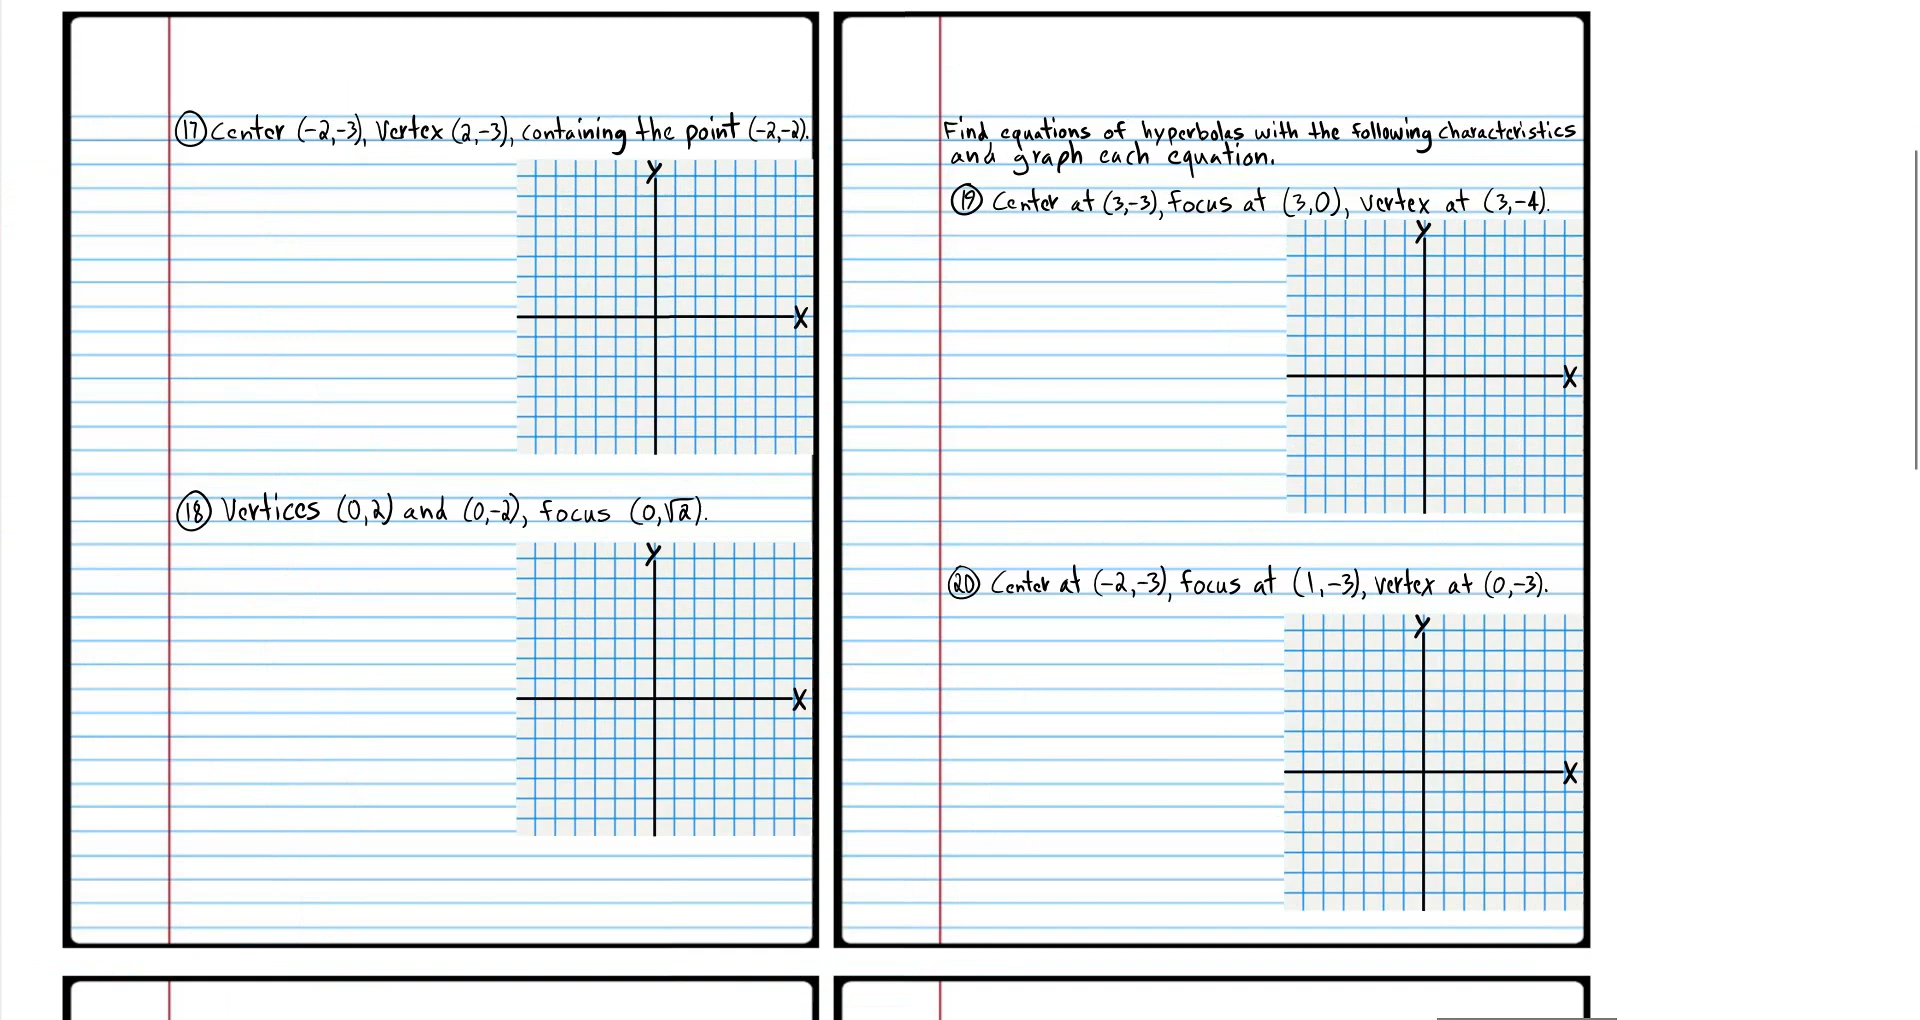 ⑰ Center (-2,-3), Vertex (2,-3), containing the point (-2,-2).
Y
X
⑱ Vertices (0,2) and (0,-2), focus (0,√2).
Y
X
Find equations of hyperbolas with the following characteristics
and graph each equation.
⑲ Center at (3,-3), focus at (3,0), vertex at (3,-4).
Y
X
⑳ Center at (-2,-3), focus at (1,-3), vertex at (0,-3).
Y
X